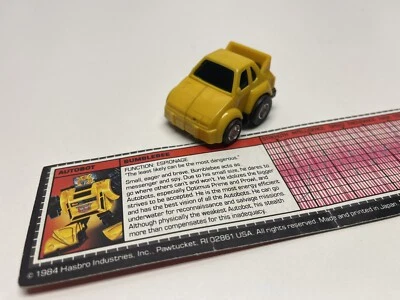 AUTOBOT
BUMBLEBEE
FUNCTION: ESPIONAGE
"The least likely can be the most dangerous."
Small, eager and brave, Bumblebee acts as
messenger and spy. Due to his small size, he dares to
go where others can't and won't. He idolizes the bigger
Autobots, especially Optimus Prime and Prowl, and
strives to be accepted. He is the most energy efficient
and has the best vision of all the Autobots. He can go
underwater for reconnaissance and salvage missions.
Although physically the weakest Autobot, his stealth
more than compensates for this inadequacy.
© 1984 Hasbro Industries, Inc., Pawtucket, RI 02861 USA. All rights reserved. Made and printed in Japan.